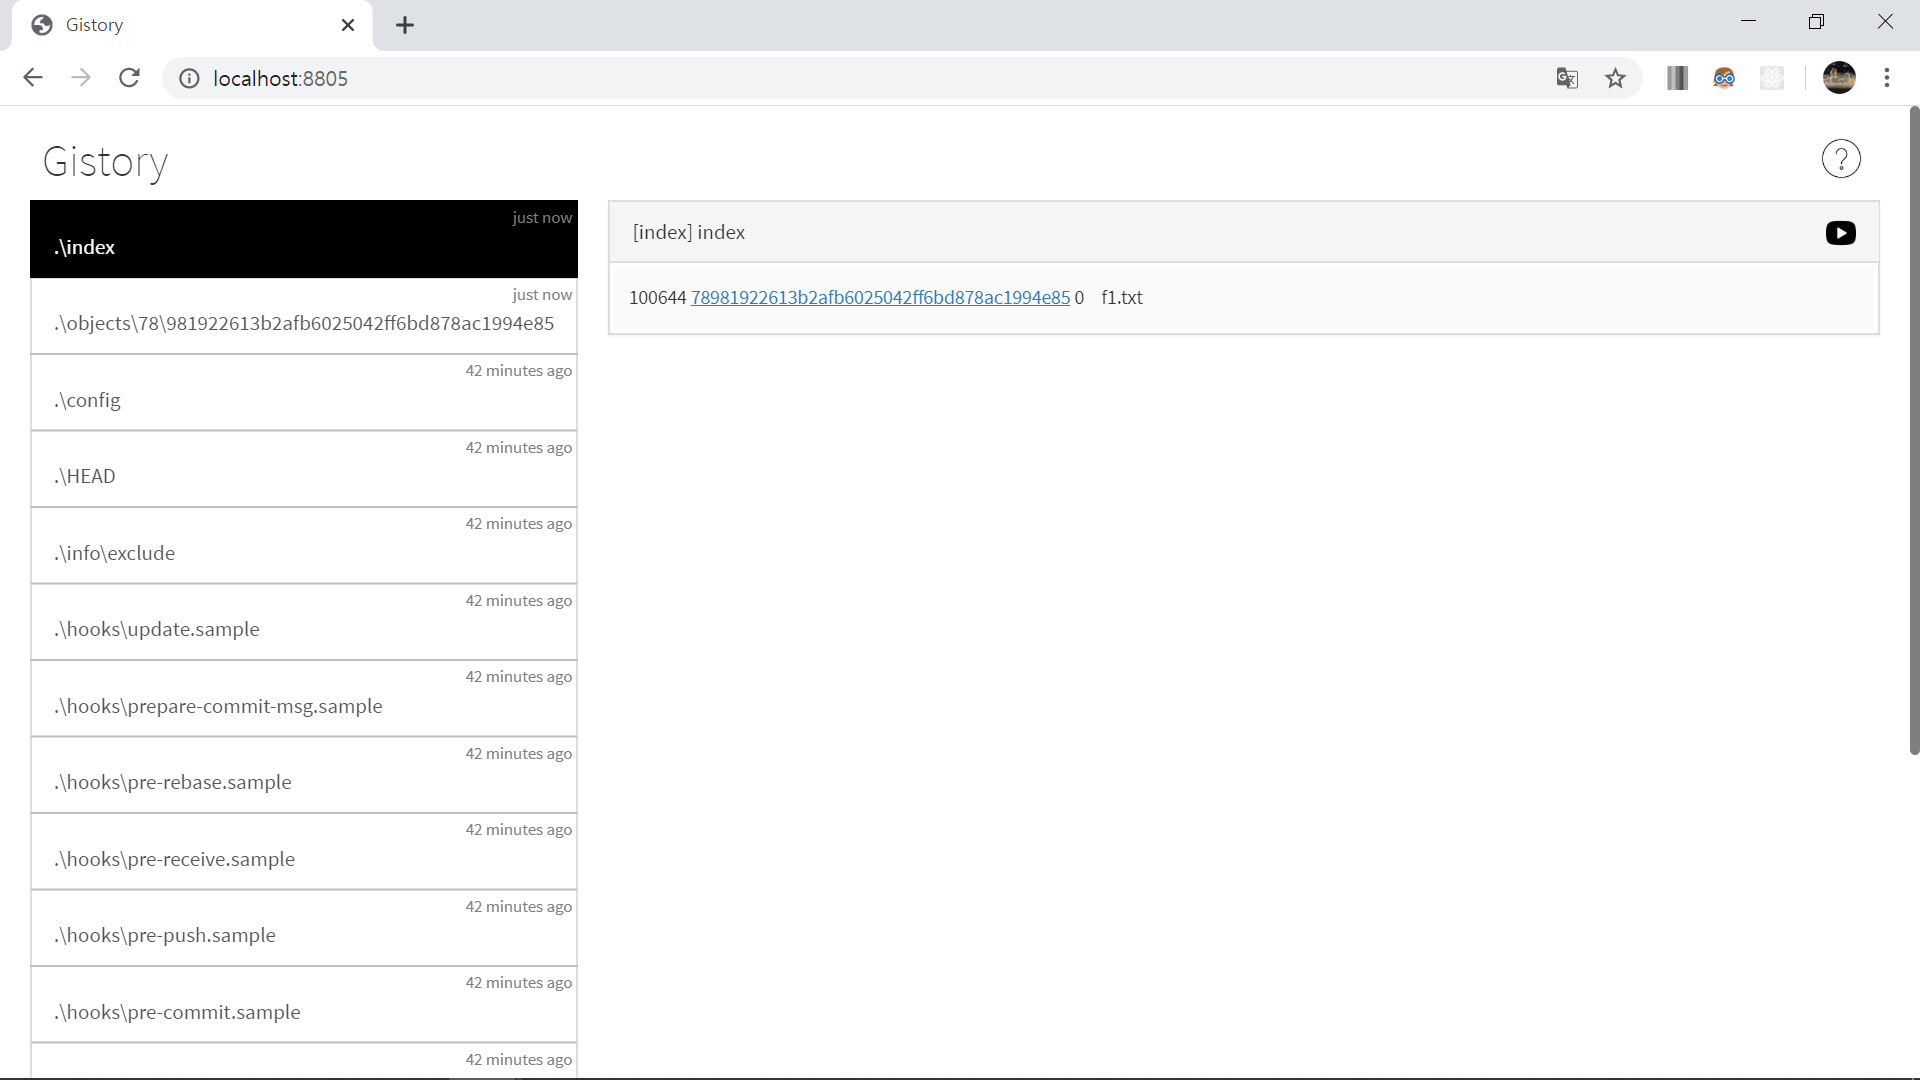 Gistory
localhost:8805
Gistory
?
just now
.\index
just now
.\objects\78\981922613b2afb6025042ff6bd878ac1994e85
42 minutes ago
.\config
42 minutes ago
.\HEAD
42 minutes ago
.\info\exclude
42 minutes ago
.\hooks\update.sample
42 minutes ago
.\hooks\prepare-commit-msg.sample
42 minutes ago
.\hooks\pre-rebase.sample
42 minutes ago
.\hooks\pre-receive.sample
42 minutes ago
.\hooks\pre-push.sample
42 minutes ago
.\hooks\pre-commit.sample
42 minutes ago
[index] index
100644 78981922613b2afb6025042ff6bd878ac1994e85 0 f1.txt